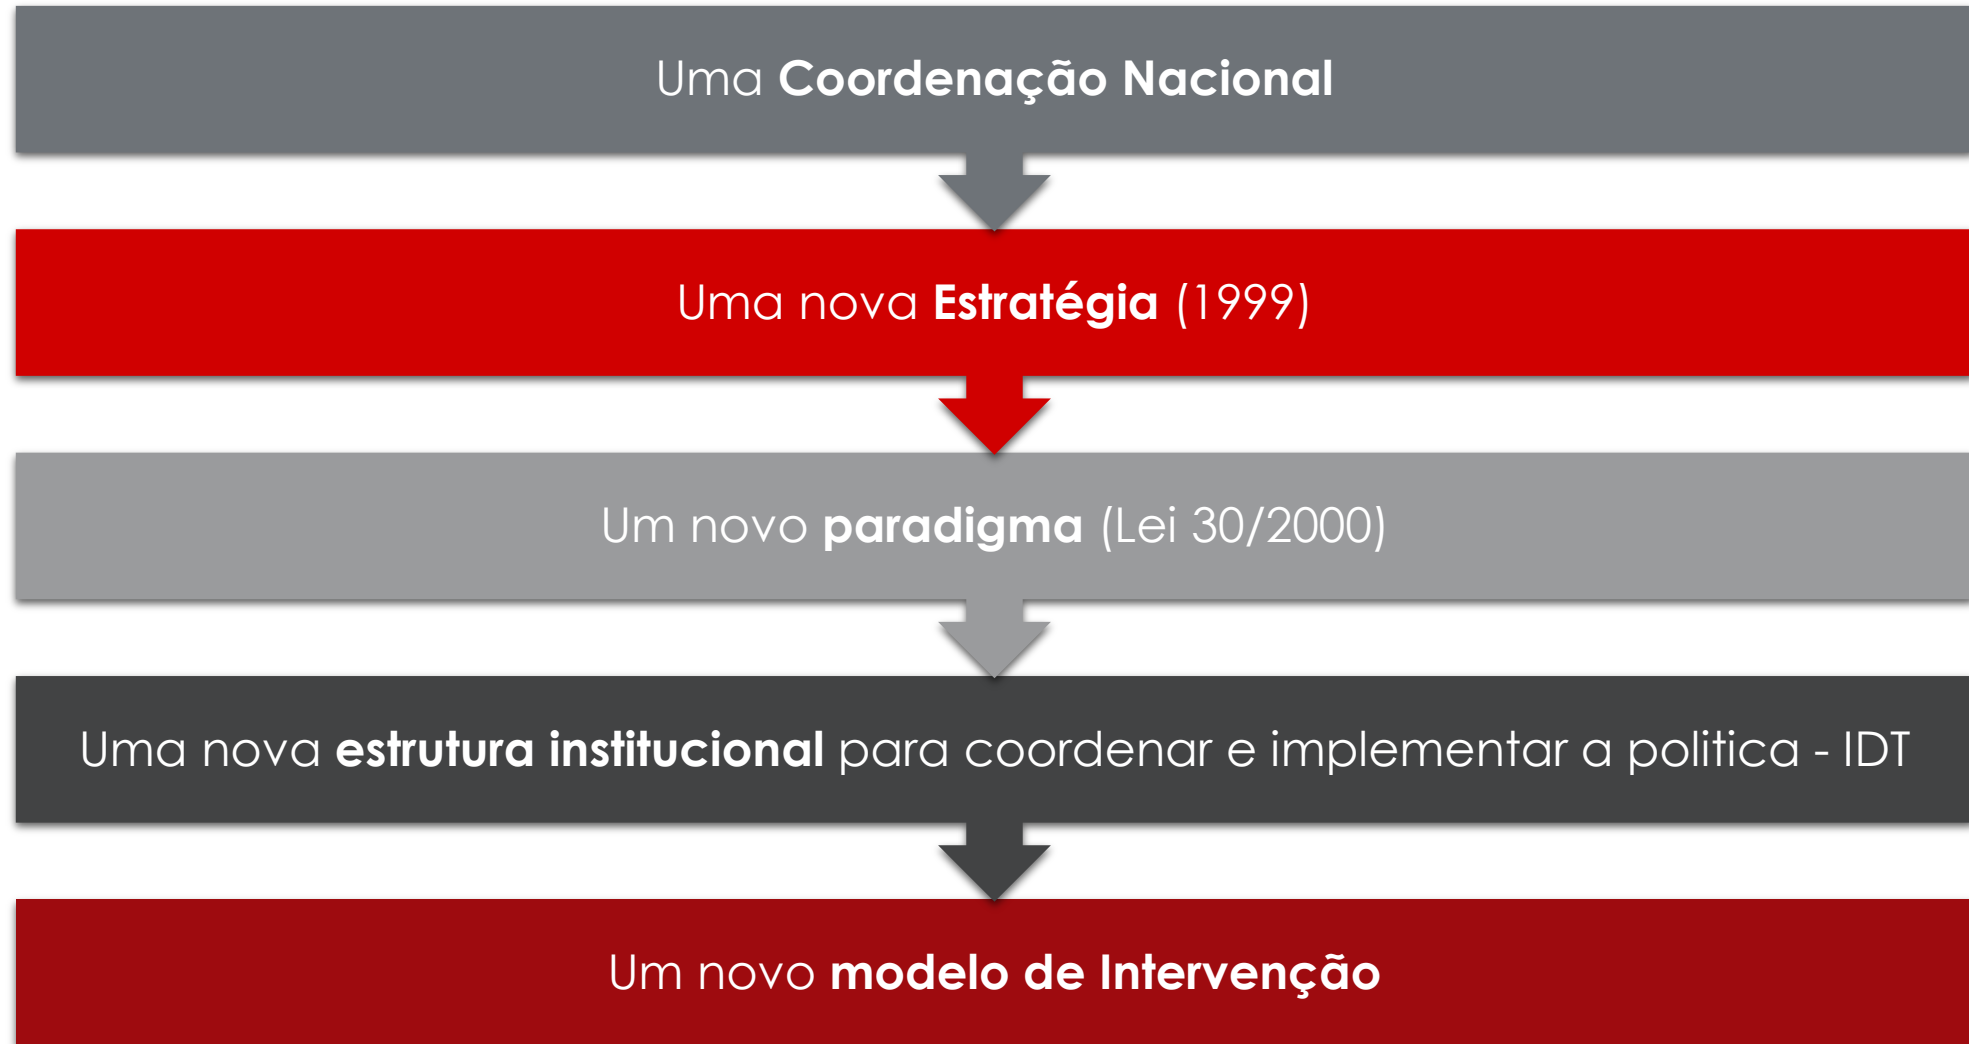 Uma Coordenação Nacional
Uma nova Estratégia (1999)
Um novo paradigma (Lei 30/2000)
Uma nova estrutura institucional para coordenar e implementar a politica - IDT
Um novo modelo de Intervenção